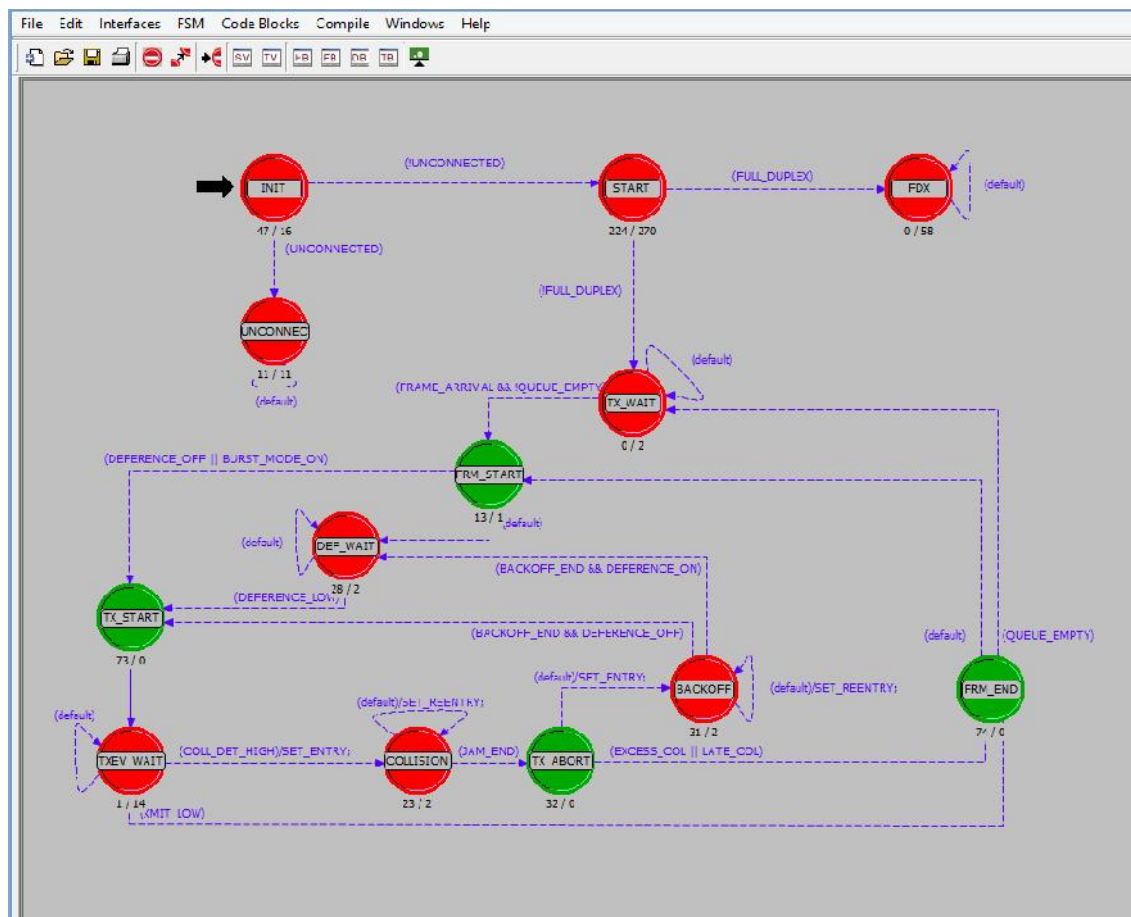 File Edit Interfaces FSM Code Blocks Compile Windows Help
SV TV HB FB DB TB
(!UNCONNECTED)
(FULL_DUPLEX)
INIT
START
FDX
(default)
47 / 16
224 / 270
0 / 58
(UNCONNECTED)
(!FULL_DUPLEX)
UNCONNEC
11 / 11
(default)
(default)
(FRAME_ARRIVAL && !QUEUE_EMPTY)
TX_WAIT
0 / 2
(DEFERENCE_OFF || BURST_MODE_ON)
FRM_START
13 / 1
(default)
(default)
DEF_WAIT
28 / 2
(BACKOFF_END && DEFERENCE_ON)
(DEFERENCE_LOW)
TX_START
73 / 0
(BACKOFF_END && DEFERENCE_OFF)
(default)
(QUEUE_EMPTY)
(default)/SET_ENTRY;
BACKOFF
(default)/SET_REENTRY;
FRM_END
31 / 2
74 / 0
(default)
(default)/SET_REENTRY;
(COLL_DET_HIGH)/SET_ENTRY;
(JAM_END)
(EXCESS_COL || LATE_COL)
TXEV_WAIT
COLLISION
TX_ABORT
1 / 14
23 / 2
32 / 0
(XMIT_LOW)